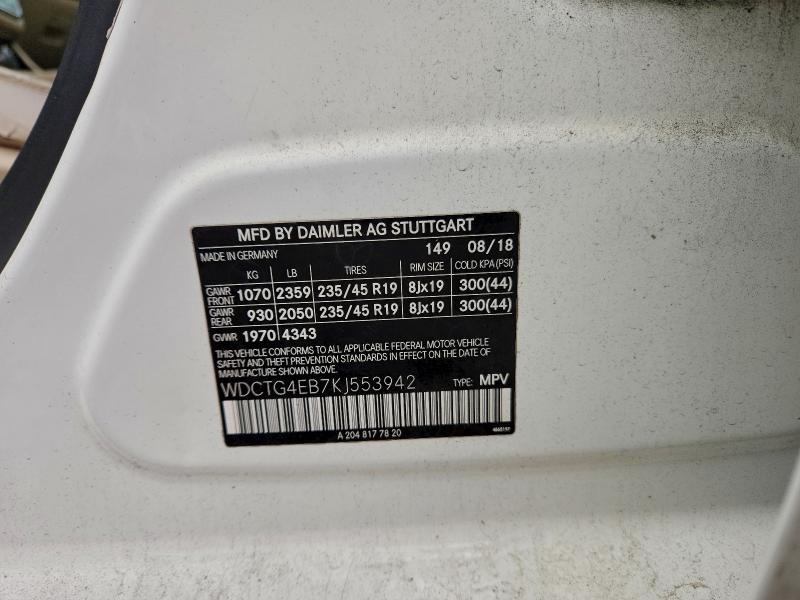 MFD BY DAIMLER AG STUTTGART
MADE IN GERMANY 149 08/18
KG LB TIRES RIM SIZE COLD KPA(PSI)
GAWR FRONT 1070 2359 235/45 R19 8Jx19 300(44)
GAWR REAR 930 2050 235/45 R19 8Jx19 300(44)
GVWR 1970 4343
THIS VEHICLE CONFORMS TO ALL APPLICABLE FEDERAL MOTOR VEHICLE
SAFETY AND THEFT PREVENTION STANDARDS IN EFFECT ON THE DATE OF
MANUFACTURE SHOWN ABOVE.
WDCTG4EB7KJ553942 TYPE: MPV
A 204 817 78 20